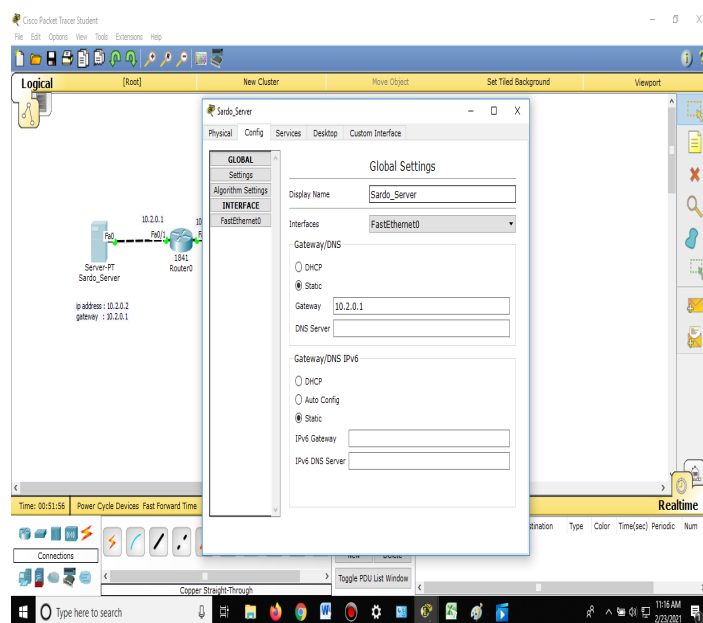 Cisco Packet Tracer Student
File Edit Options View Tools Extensions Help
Logical [Root] New Cluster Move Object Set Tiled Background Viewport
Sardo_Server
Physical Config Services Desktop Custom Interface
GLOBAL
Settings
Algorithm Settings
INTERFACE
FastEthernet0
Global Settings
Display Name Sardo_Server
Interfaces FastEthernet0
Gateway/DNS
DHCP
Static
Gateway 10.2.0.1
DNS Server
Gateway/DNS IPv6
DHCP
Auto Config
Static
IPv6 Gateway
IPv6 DNS Server
10.2.0.1 10
Fa0 Fa0/1 F
Server-PT
Sardo_Server
1841
Router0
ip address : 10.2.0.2
gateway : 10.2.0.1
Time: 00:51:56 Power Cycle Devices Fast Forward Time
Realtime
Connections
Copper Straight-Through
New Delete
Toggle PDU List Window
stination Type Color Time(sec) Periodic Num
Type here to search
11:16 AM
2/23/2021